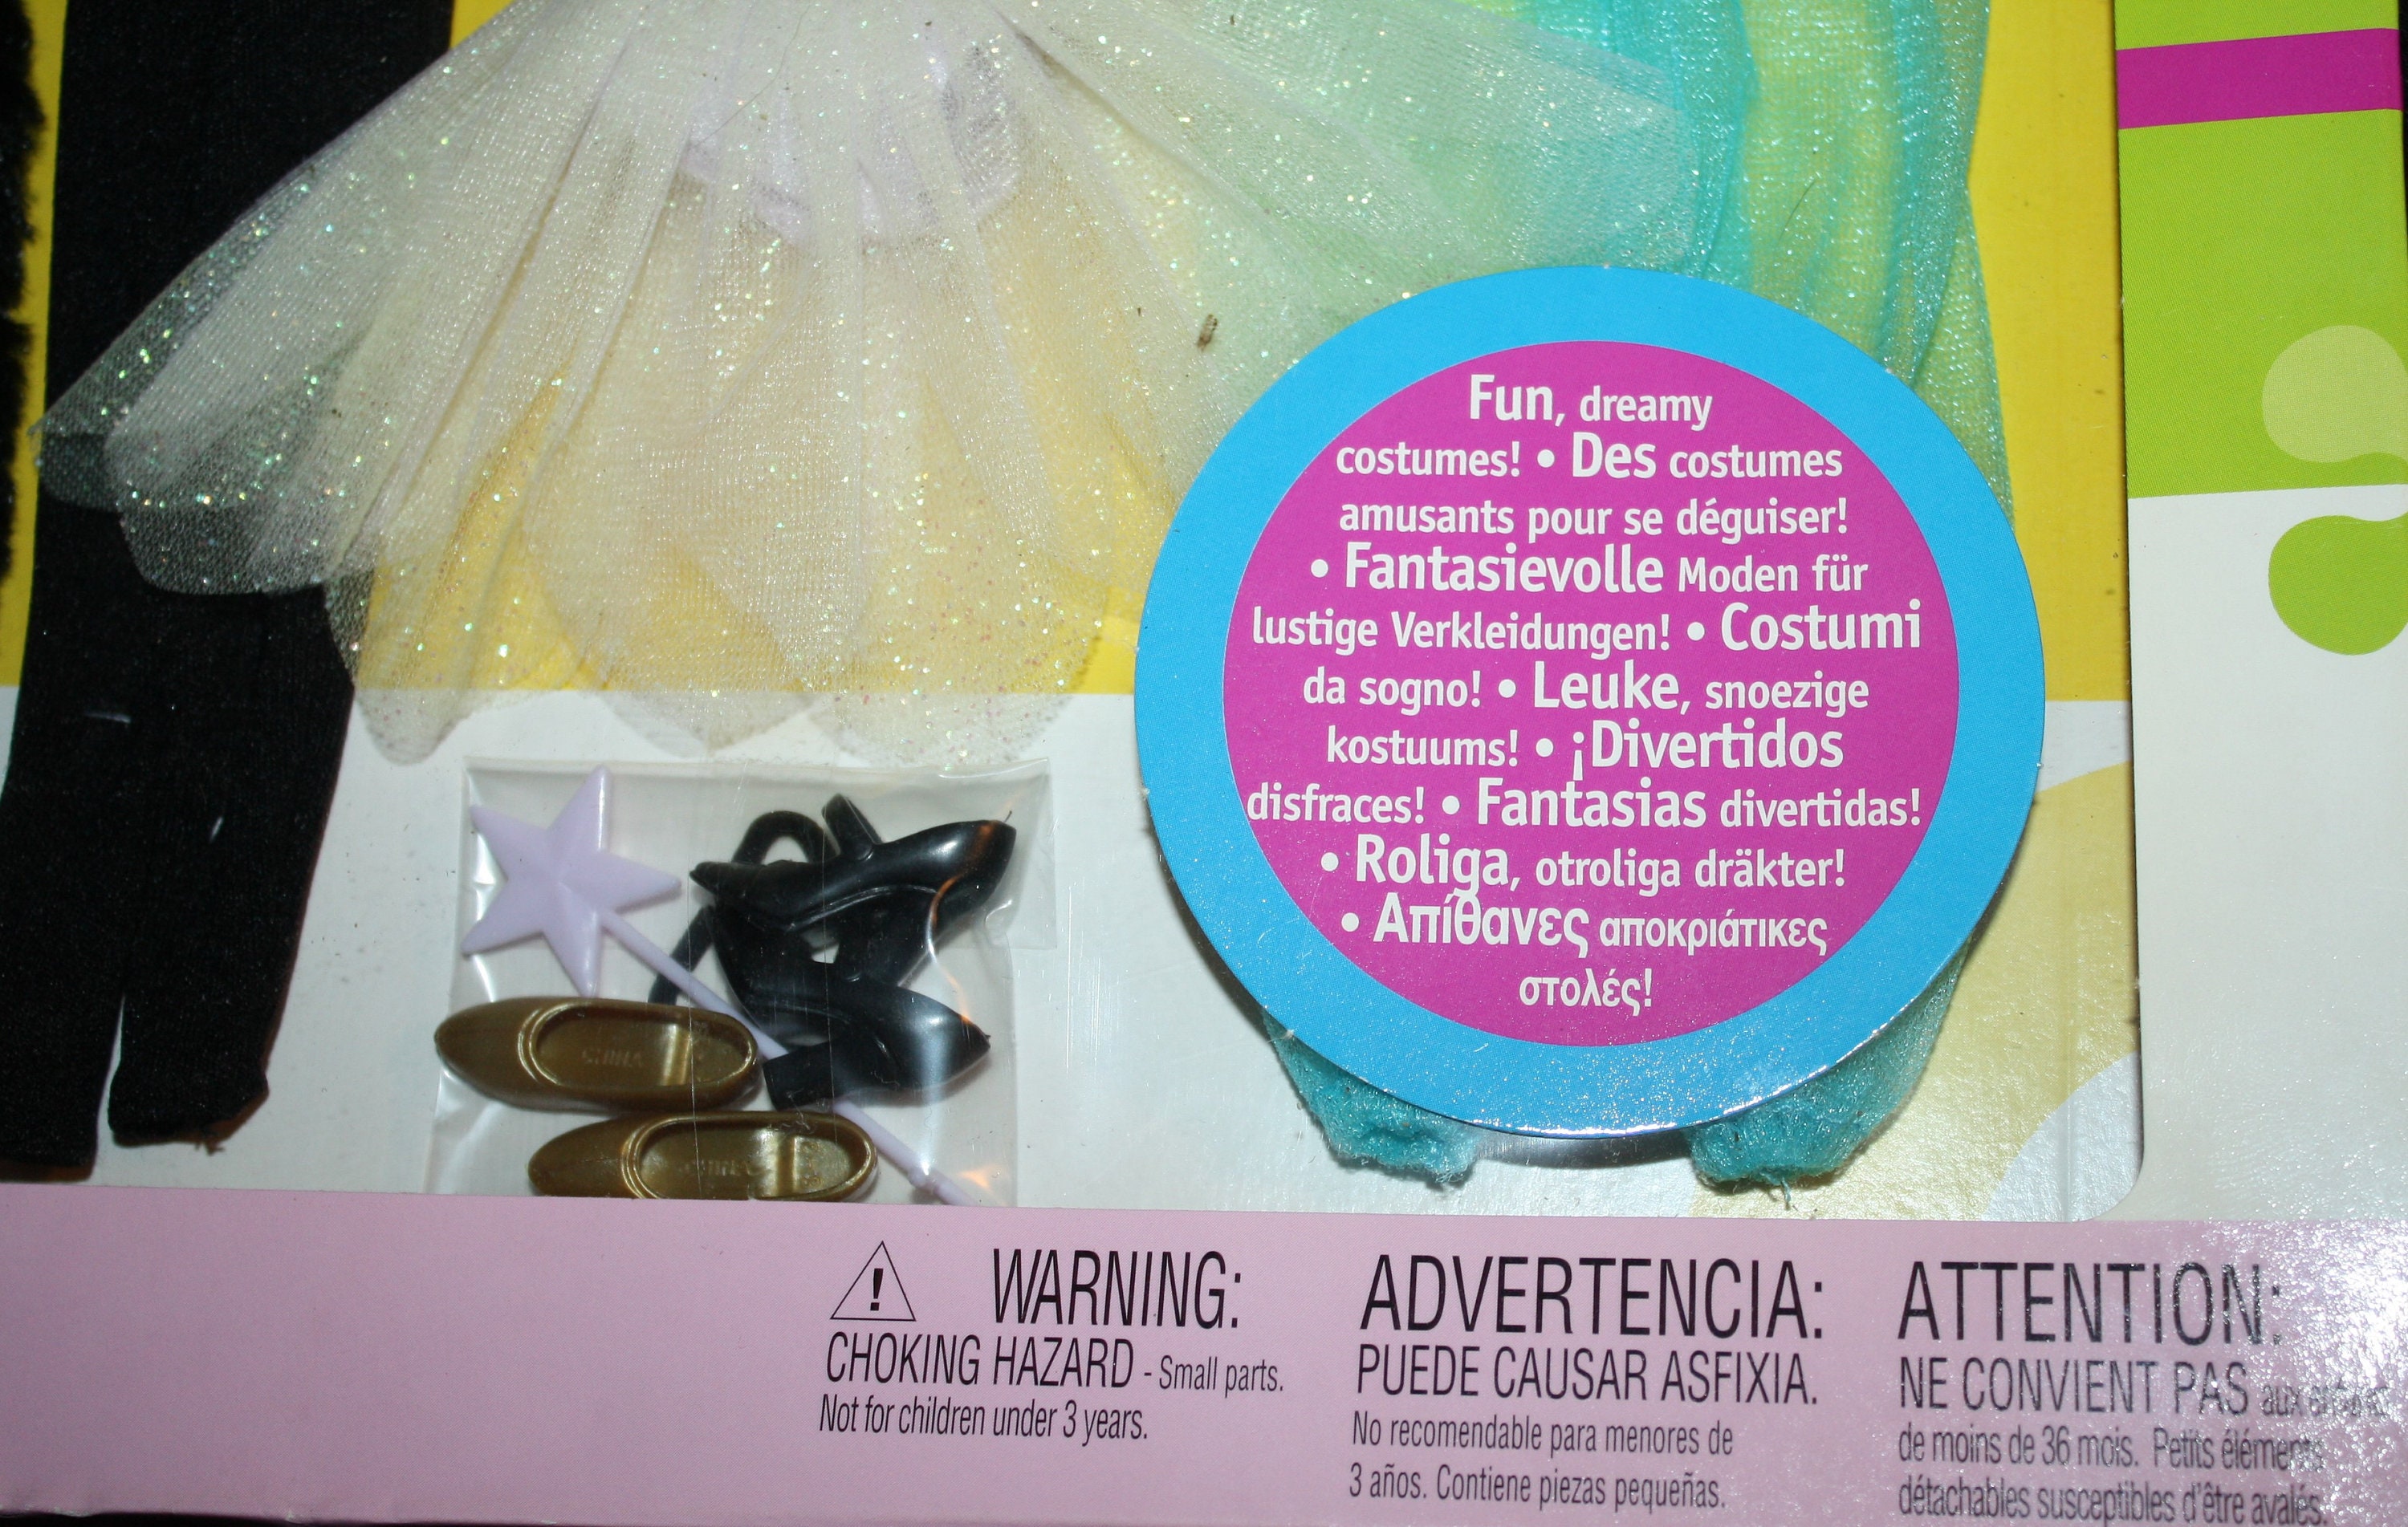 Fun, dreamy
costumes! • Des costumes
amusants pour se déguiser!
• Fantasievolle Moden für
lustige Verkleidungen! • Costumi
da sogno! • Leuke, snoezige
kostuums! • ¡Divertidos
disfraces! • Fantasias divertidas!
• Roliga, otroliga dräkter!
• Απίθανες αποκριάτικες
στολές!
CHINA
! WARNING:
CHOKING HAZARD - Small parts.
Not for children under 3 years.
ADVERTENCIA:
PUEDE CAUSAR ASFIXIA.
No recomendable para menores de
3 años. Contiene piezas pequeñas.
ATTENTION:
NE CONVIENT PAS aux
de moins de 36 mois. Petits éléments
détachables susceptibles d'être avalés.